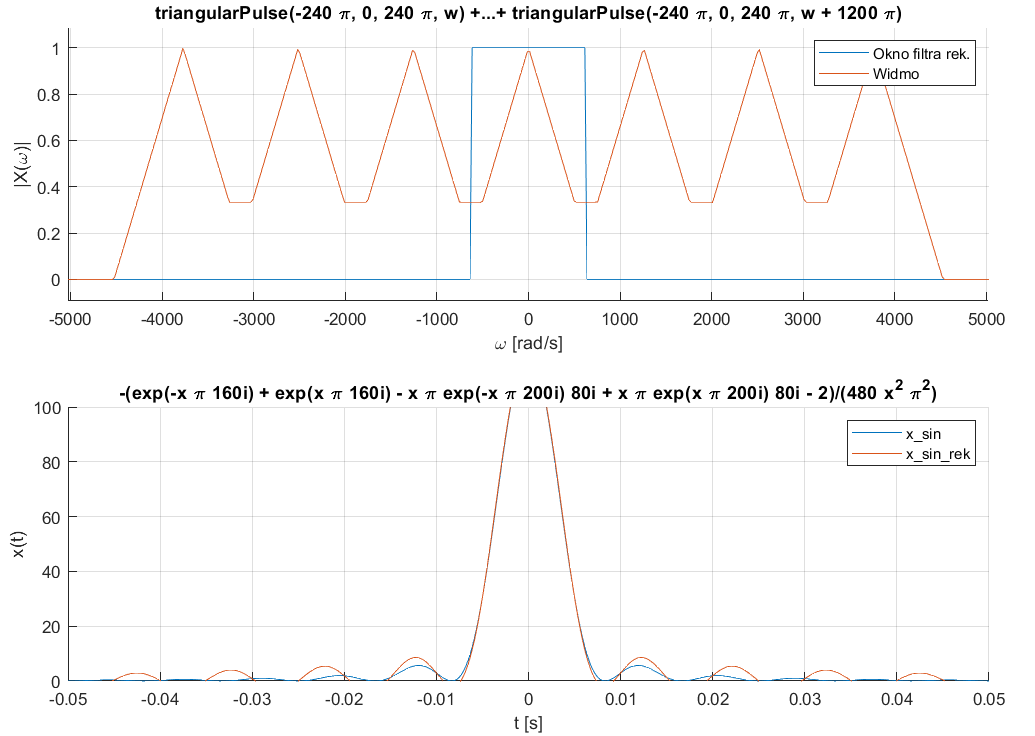 triangularPulse(-240 π, 0, 240 π, w) +...+ triangularPulse(-240 π, 0, 240 π, w + 1200 π)
Okno filtra rek.
Widmo
1
0.8
0.6
0.4
0.2
0
|X(ω)|
-5000 -4000 -3000 -2000 -1000 0 1000 2000 3000 4000 5000
ω [rad/s]
-(exp(-x π 160i) + exp(x π 160i) - x π exp(-x π 200i) 80i + x π exp(x π 200i) 80i - 2)/(480 x² π²)
x_sin
x_sin_rek
100
80
60
40
20
0
x(t)
-0.05 -0.04 -0.03 -0.02 -0.01 0 0.01 0.02 0.03 0.04 0.05
t [s]